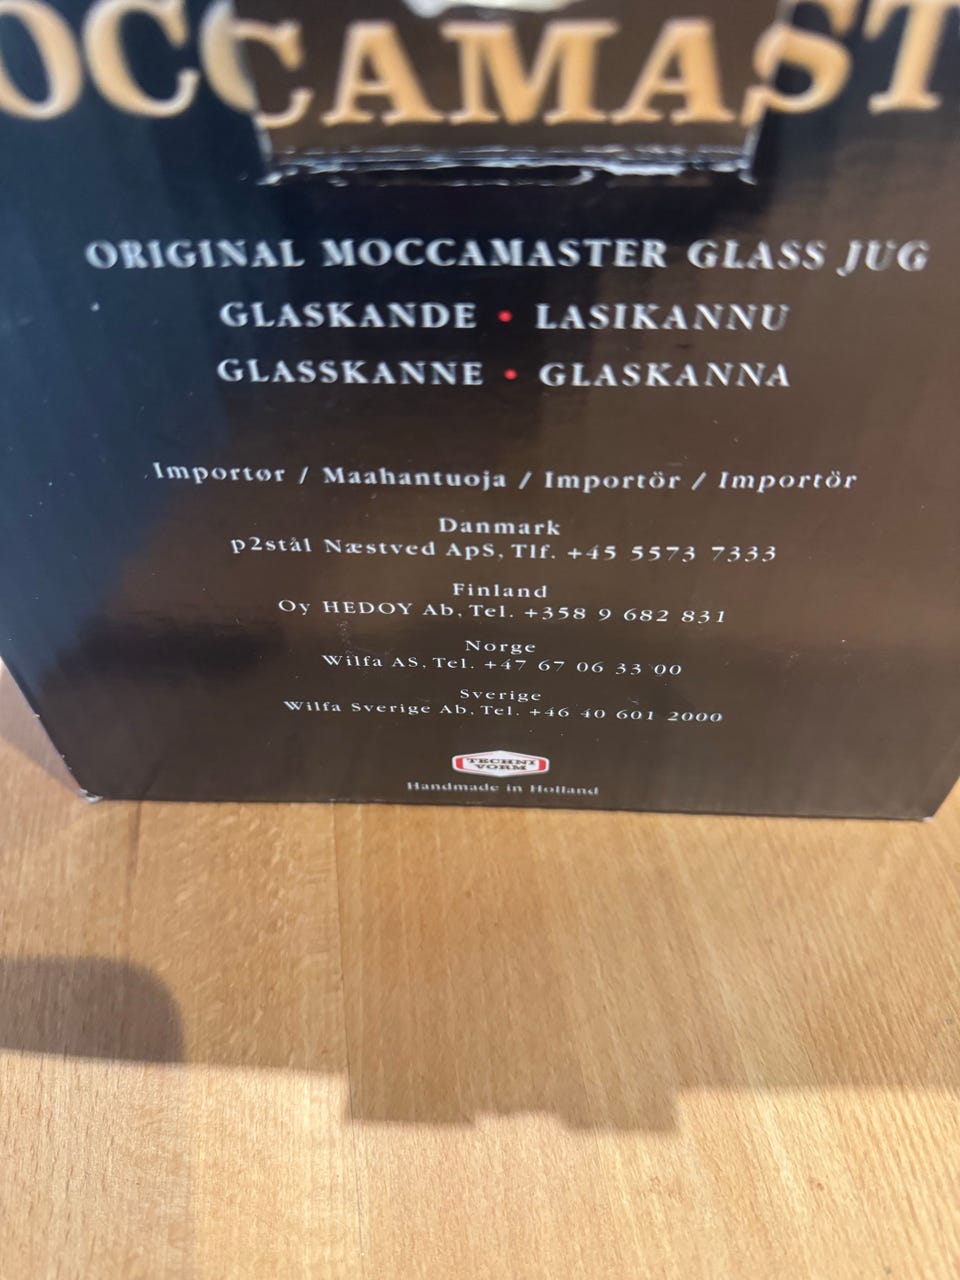 OCCAMAST
ORIGINAL MOCCAMASTER GLASS JUG
GLASKANDE • LASIKANNU
GLASSKANNE • GLASKANNA
Importør / Maahantuoja / Importör / Importör
Danmark
p2stål Næstved ApS, Tlf. +45 5573 7333
Finland
Oy HEDOY Ab, Tel. +358 9 682 831
Norge
Wilfa AS, Tel. +47 67 06 33 00
Sverige
Wilfa Sverige Ab, Tel. +46 40 601 2000
TECHNI
VORM
Handmade in Holland